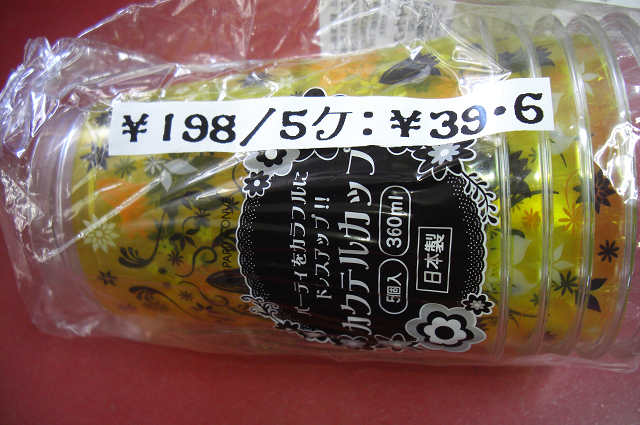 ¥198/5ケ:¥39.6
パーティをカラフルに
ドレスアップ!!
カクテルカップ
5個入 360ml
日本製